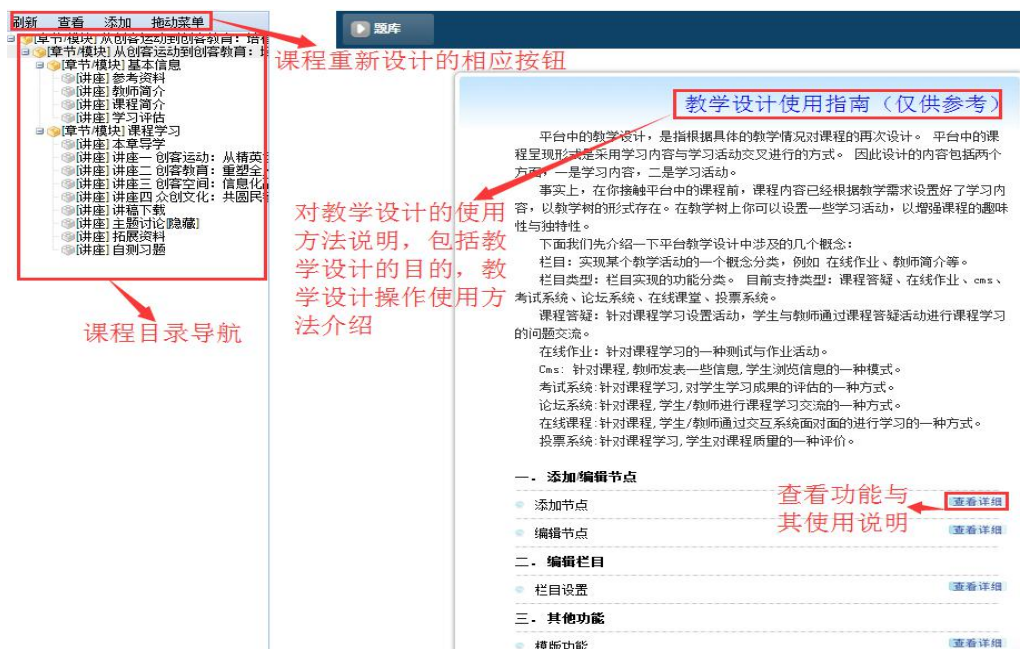 刷新 查看 添加 拖动菜单
[章节/模块]从创客运动到创客教育：培
[章节/模块]从创客运动到创客教育：
[章节/模块]基本信息
[讲座]参考资料
[讲座]教师简介
[讲座]课程简介
[讲座]学习评估
[章节/模块]课程学习
[讲座]本章导学
[讲座]讲座一 创客运动：从精英
[讲座]讲座二 创客教育：重塑全
[讲座]讲座三 创客空间：信息化
[讲座]讲座四 众创文化：共圆民
[讲座]讲稿下载
[讲座]主题讨论[隐藏]
[讲座]拓展资料
[讲座]自测习题
课程目录导航
题库
课程重新设计的相应按钮
对教学设计的使用
方法说明，包括教
学设计的目的，教
学设计操作使用方
法介绍
教学设计使用指南（仅供参考）
平台中的教学设计，是指根据具体的教学情况对课程的再次设计。 平台中的课
程呈现形式是采用学习内容与学习活动交叉进行的方式。 因此设计的内容包括两个
方面，一是学习内容，二是学习活动。
事实上，在你接触平台中的课程前，课程内容已经根据教学需求设置好了学习内
容，以教学树的形式存在。在教学树上你可以设置一些学习活动，以增强课程的趣味
性与独特性。
下面我们先介绍一下平台教学设计中涉及的几个概念：
栏目：实现某个教学活动的一个概念分类，例如 在线作业、教师简介等。
栏目类型：栏目实现的功能分类。 目前支持类型：课程答疑、在线作业、cms、
考试系统、论坛系统、在线课堂、投票系统。
课程答疑：针对课程学习设置活动，学生与教师通过课程答疑活动进行课程学习
的问题交流。
在线作业：针对课程学习的一种测试与作业活动。
Cms：针对课程,教师发表一些信息,学生浏览信息的一种模式。
考试系统:针对课程学习,对学生学习成果的评估的一种方式。
论坛系统:针对课程,学生/教师进行课程学习交流的一种方式。
在线课程:针对课程,学生/教师通过交互系统面对面的进行学习的一种方式。
投票系统:针对课程学习,学生对课程质量的一种评价。
一. 添加/编辑节点
添加节点 查看详细
查看功能与
其使用说明
编辑节点 查看详细
二. 编辑栏目
栏目设置 查看详细
三. 其他功能
模版功能 查看详细